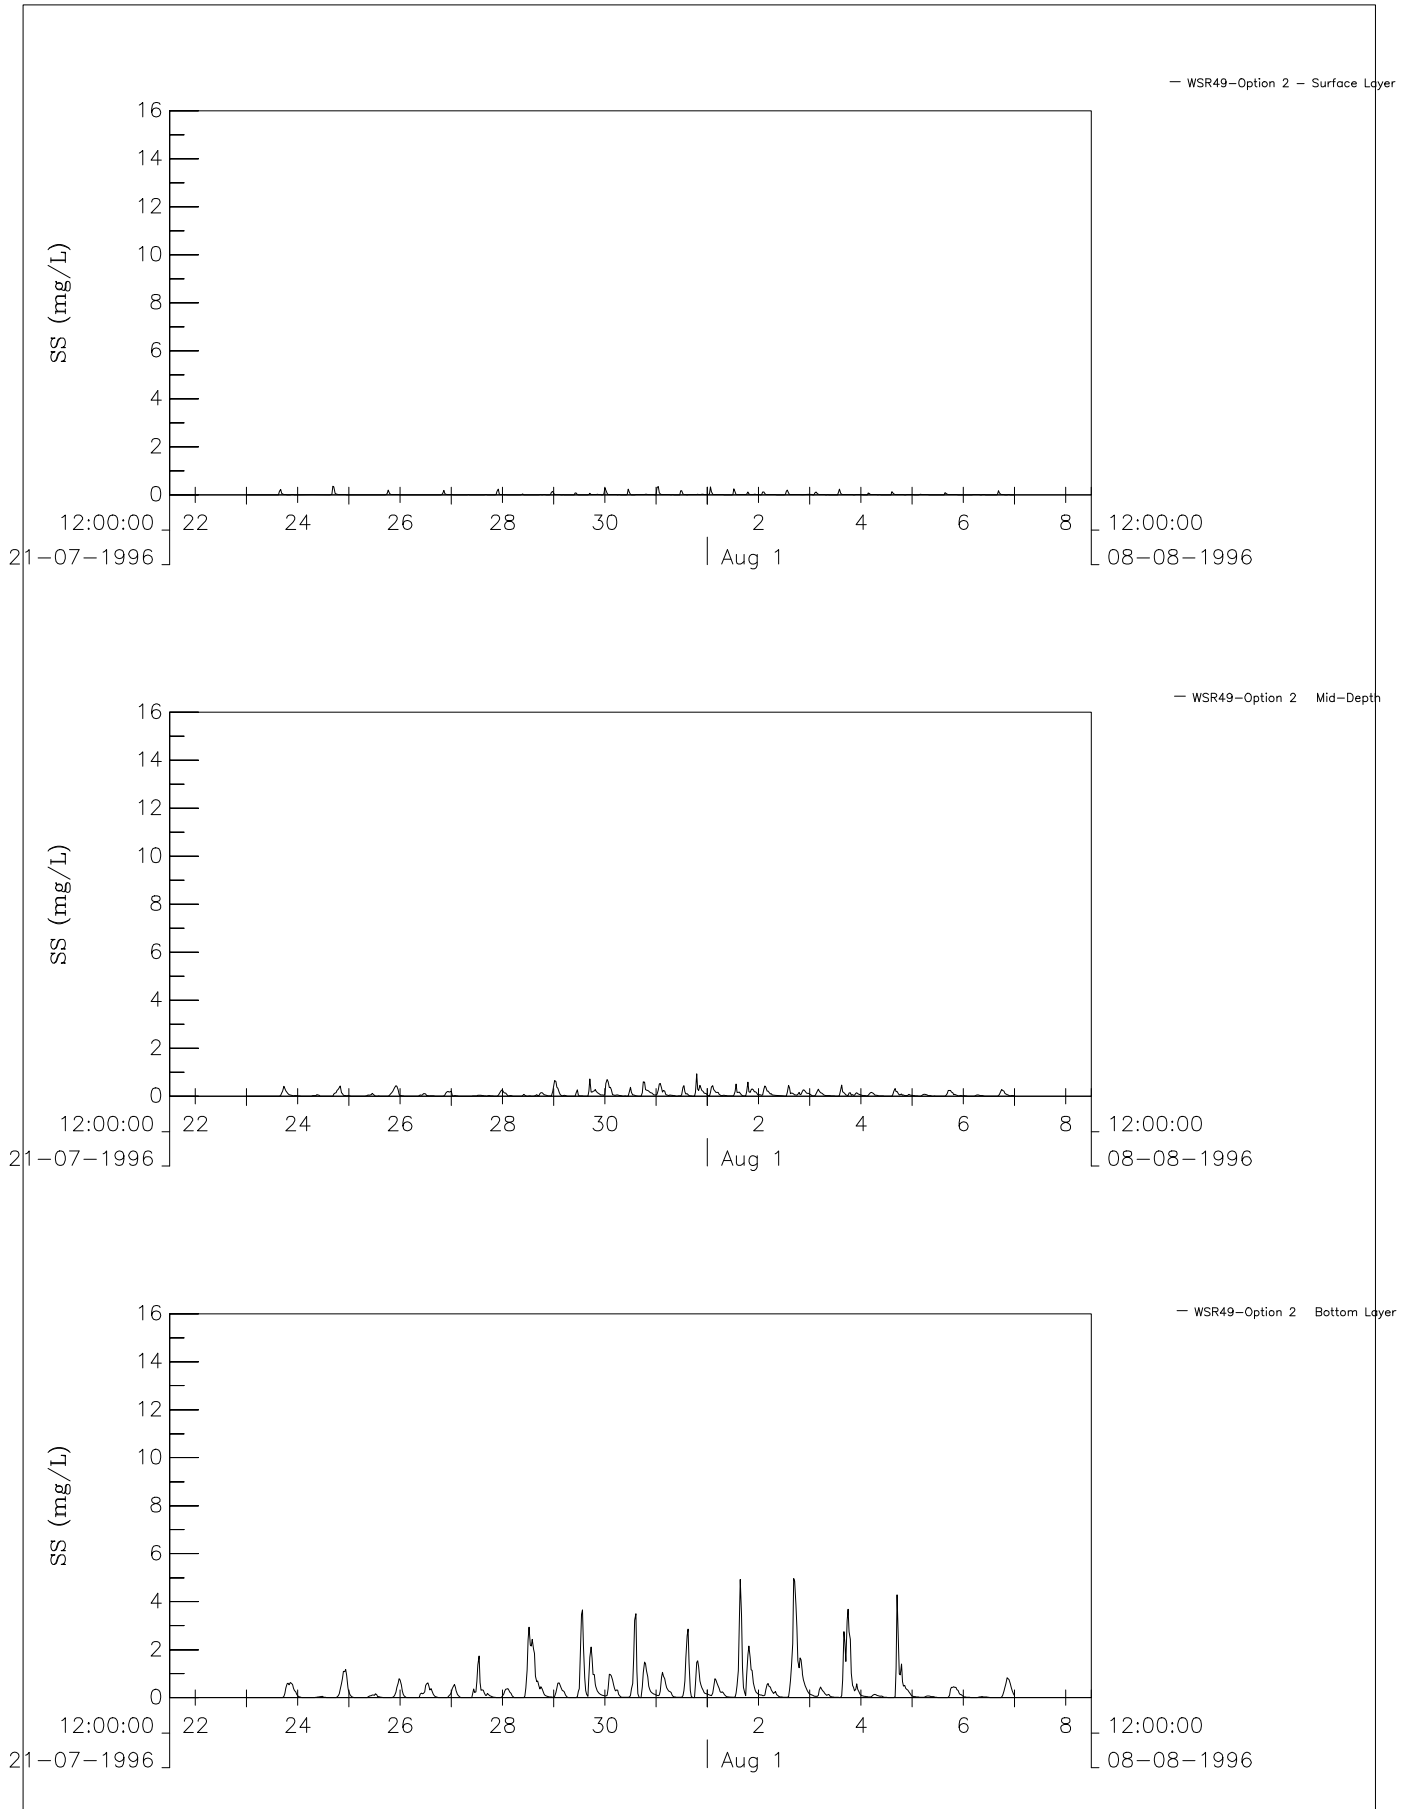 — WSR49-Option 2 - Surface Layer
16
14
12
10
8
6
4
2
0
SS (mg/L)
22 24 26 28 30 2 4 6 8
12:00:00 12:00:00
21-07-1996 Aug 1 08-08-1996
— WSR49-Option 2 Mid-Depth
16
14
12
10
8
6
4
2
0
SS (mg/L)
22 24 26 28 30 2 4 6 8
12:00:00 12:00:00
21-07-1996 Aug 1 08-08-1996
— WSR49-Option 2 Bottom Layer
16
14
12
10
8
6
4
2
0
SS (mg/L)
22 24 26 28 30 2 4 6 8
12:00:00 12:00:00
21-07-1996 Aug 1 08-08-1996